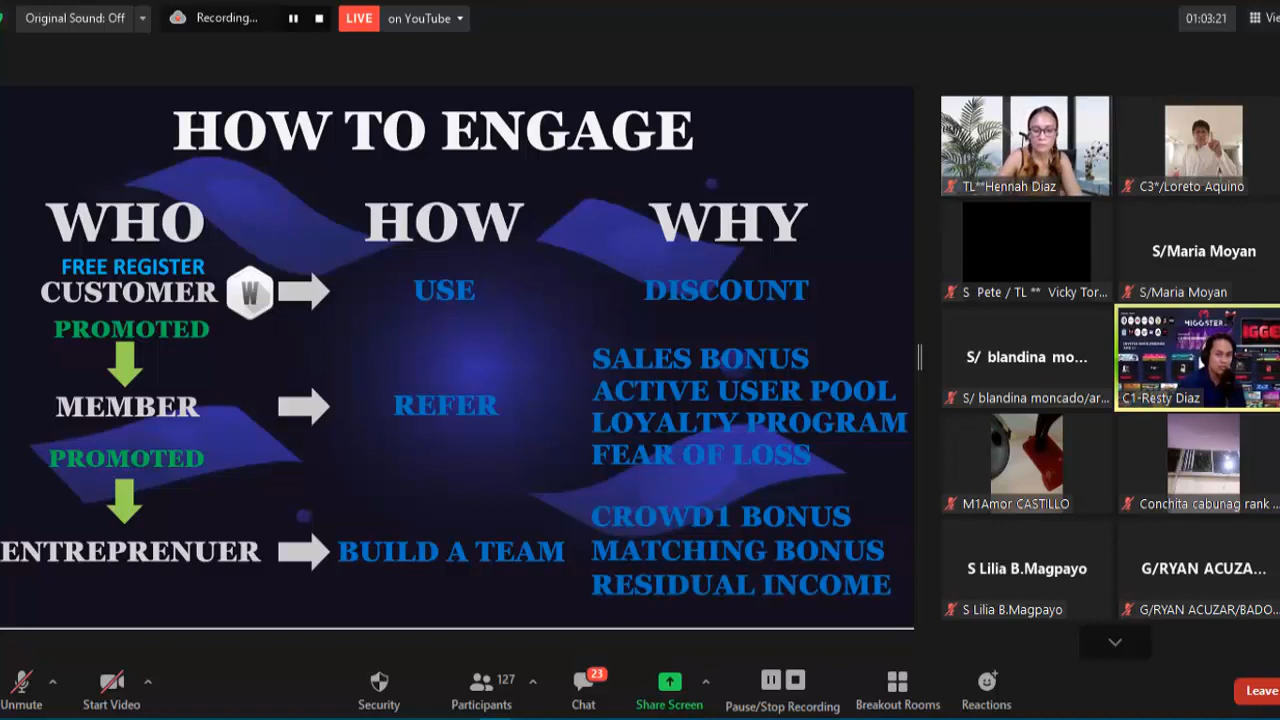 Original Sound: Off
Recording...
LIVE
on YouTube
01:03:21
HOW TO ENGAGE
WHO
HOW
WHY
FREE REGISTER
CUSTOMER
W
USE
DISCOUNT
PROMOTED
MEMBER
REFER
SALES BONUS
ACTIVE USER POOL
LOYALTY PROGRAM
FEAR OF LOSS
PROMOTED
ENTREPRENUER
BUILD A TEAM
CROWD1 BONUS
MATCHING BONUS
RESIDUAL INCOME
TL**Hennah Diaz
C3*/Loreto Aquino
S Pete / TL ** Vicky Tor...
S/Maria Moyan
S/Maria Moyan
S/ blandina mo...
S/ blandina moncado/ar...
MIGGSTER
C1-Resty Diaz
M1Amor CASTILLO
Conchita cabunag rank ...
S Lilia B.Magpayo
S Lilia B.Magpayo
G/RYAN ACUZA...
G/RYAN ACUZAR/BADO...
Unmute
Start Video
Security
127
Participants
23
Chat
Share Screen
Pause/Stop Recording
Breakout Rooms
Reactions
Leave